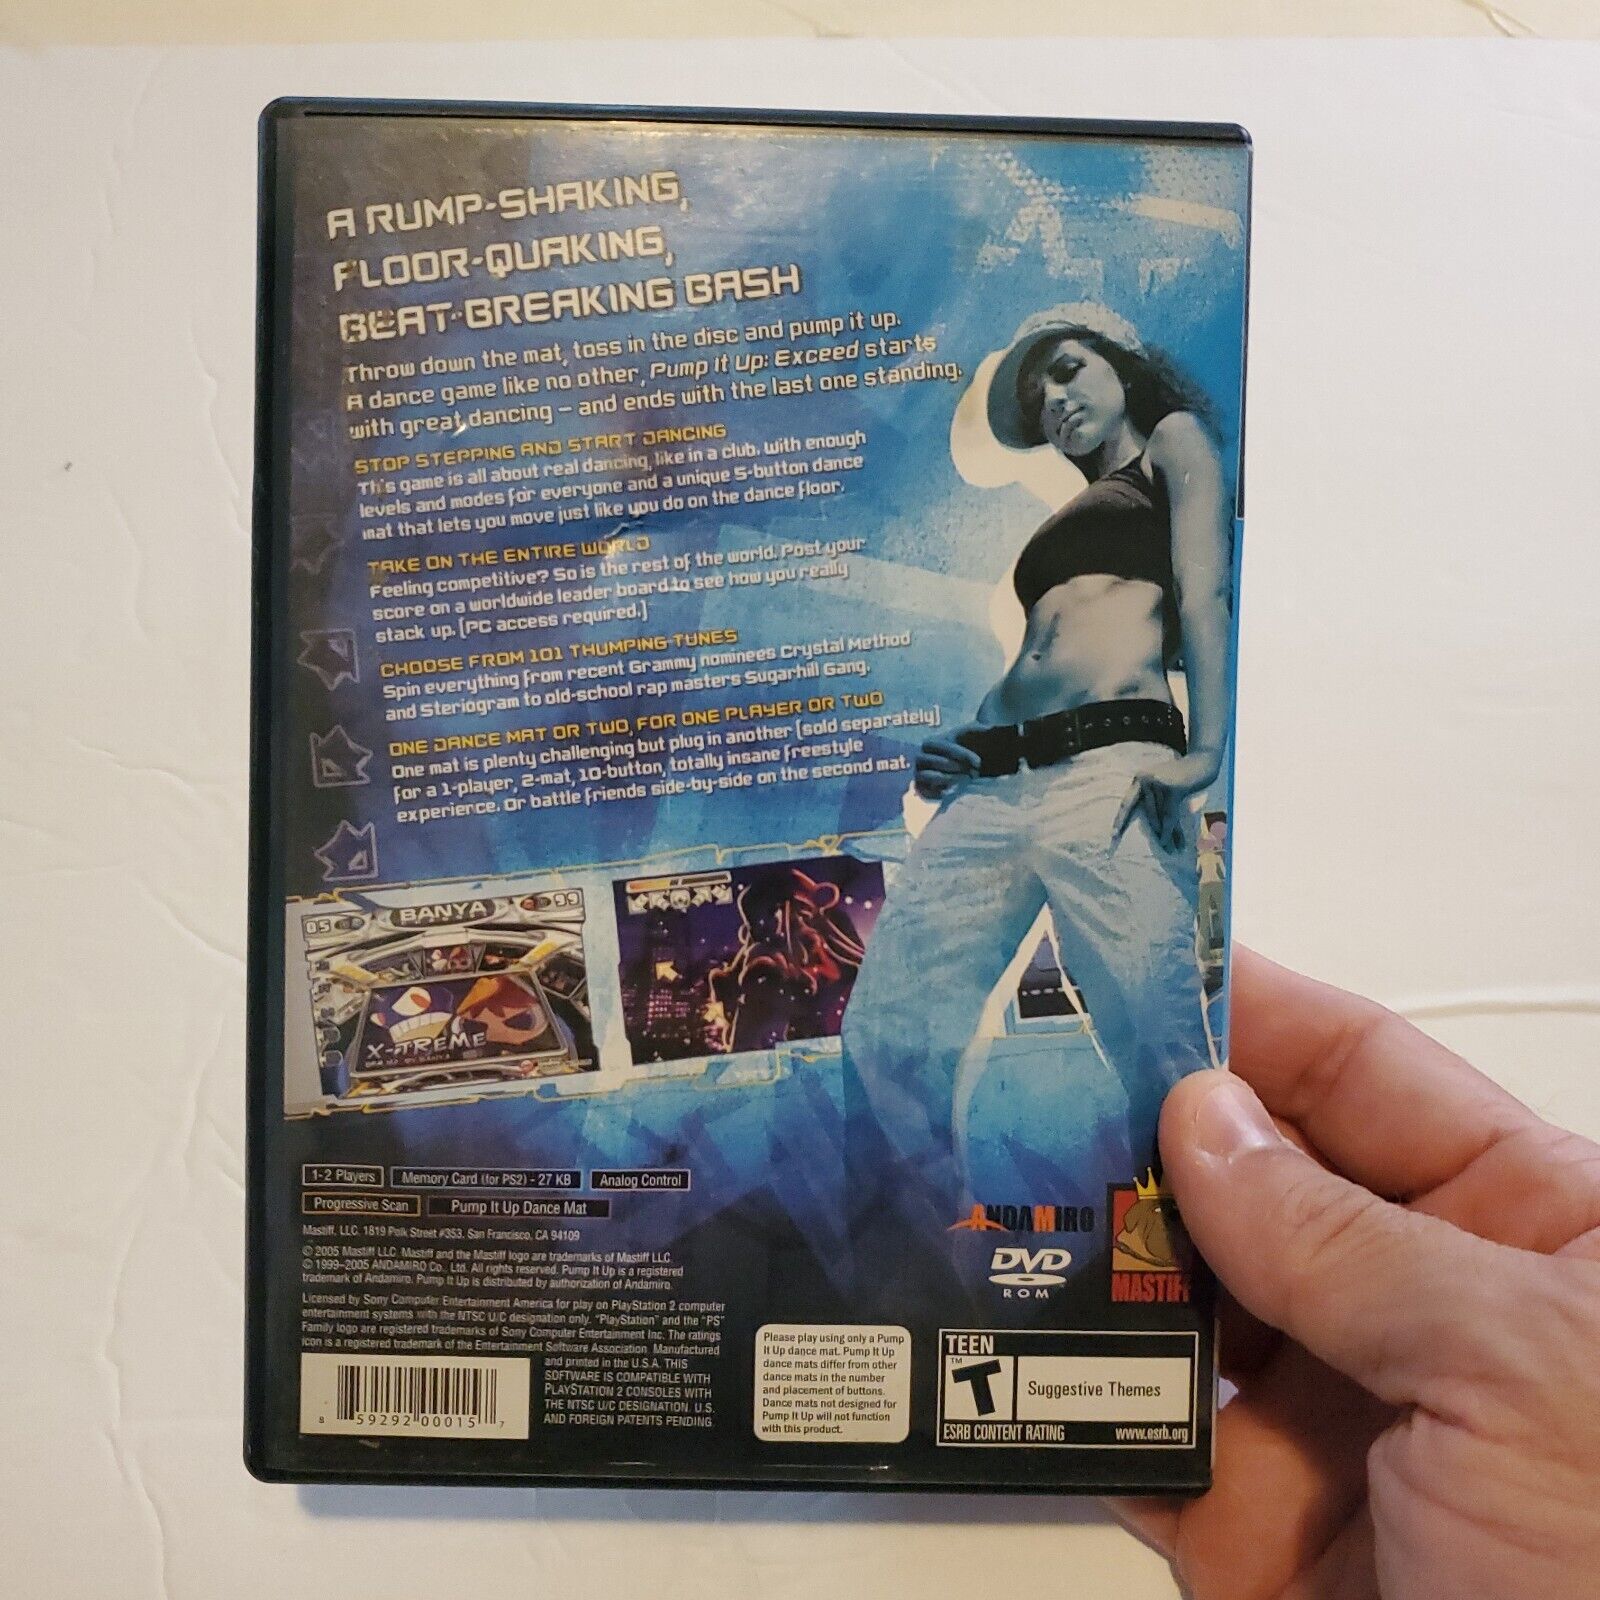 A RUMP-SHAKING,
FLOOR-QUAKING,
BEAT-BREAKING BASH
Throw down the mat, toss in the disc and pump it up.
A dance game like no other, Pump It Up: Exceed starts
with great dancing – and ends with the last one standing.
STOP STEPPING AND START DANCING
This game is all about real dancing, like in a club. With enough
levels and modes for everyone and a unique 5-button dance
mat that lets you move just like you do on the dance floor.
TAKE ON THE ENTIRE WORLD
Feeling competitive? So is the rest of the world. Post your
score on a worldwide leader board to see how you really
stack up. (PC access required.)
CHOOSE FROM 101 THUMPING TUNES
Spin everything from recent Grammy nominees Crystal Method
and Steriogram to old-school rap masters Sugarhill Gang.
ONE DANCE MAT OR TWO, FOR ONE PLAYER OR TWO
One mat is plenty challenging but plug in another (sold separately)
for a 1-player, 2-mat, 10-button, totally insane freestyle
experience. Or battle friends side-by-side on the second mat.
05 BANYA 99
X-TREME
1-2 Players Memory Card (for PS2) - 27 KB Analog Control
Progressive Scan Pump It Up Dance Mat
Mastiff, LLC. 1819 Polk Street #353, San Francisco, CA 94109
© 2005 Mastiff LLC. Mastiff and the Mastiff logo are trademarks of Mastiff LLC.
© 1999–2005 ANDAMIRO Co., Ltd. All rights reserved. Pump It Up is a registered
trademark of Andamiro. Pump It Up is distributed by authorization of Andamiro.
Licensed by Sony Computer Entertainment America for play on PlayStation 2 computer
entertainment systems with the NTSC U/C designation only. "PlayStation" and the "PS"
Family logo are registered trademarks of Sony Computer Entertainment Inc. The ratings
icon is a registered trademark of the Entertainment Software Association. Manufactured
and printed in the U.S.A. THIS
SOFTWARE IS COMPATIBLE WITH
PLAYSTATION 2 CONSOLES WITH
THE NTSC U/C DESIGNATION. U.S.
AND FOREIGN PATENTS PENDING.
8 59292 00015 7
Please play using only a Pump
It Up dance mat. Pump It Up
dance mats differ from other
dance mats in the number
and placement of buttons.
Dance mats not designed for
Pump It Up will not function
with this product.
ANDAMIRO
DVD
ROM
MASTIFF
TEEN
TM
T
Suggestive Themes
ESRB CONTENT RATING www.esrb.org